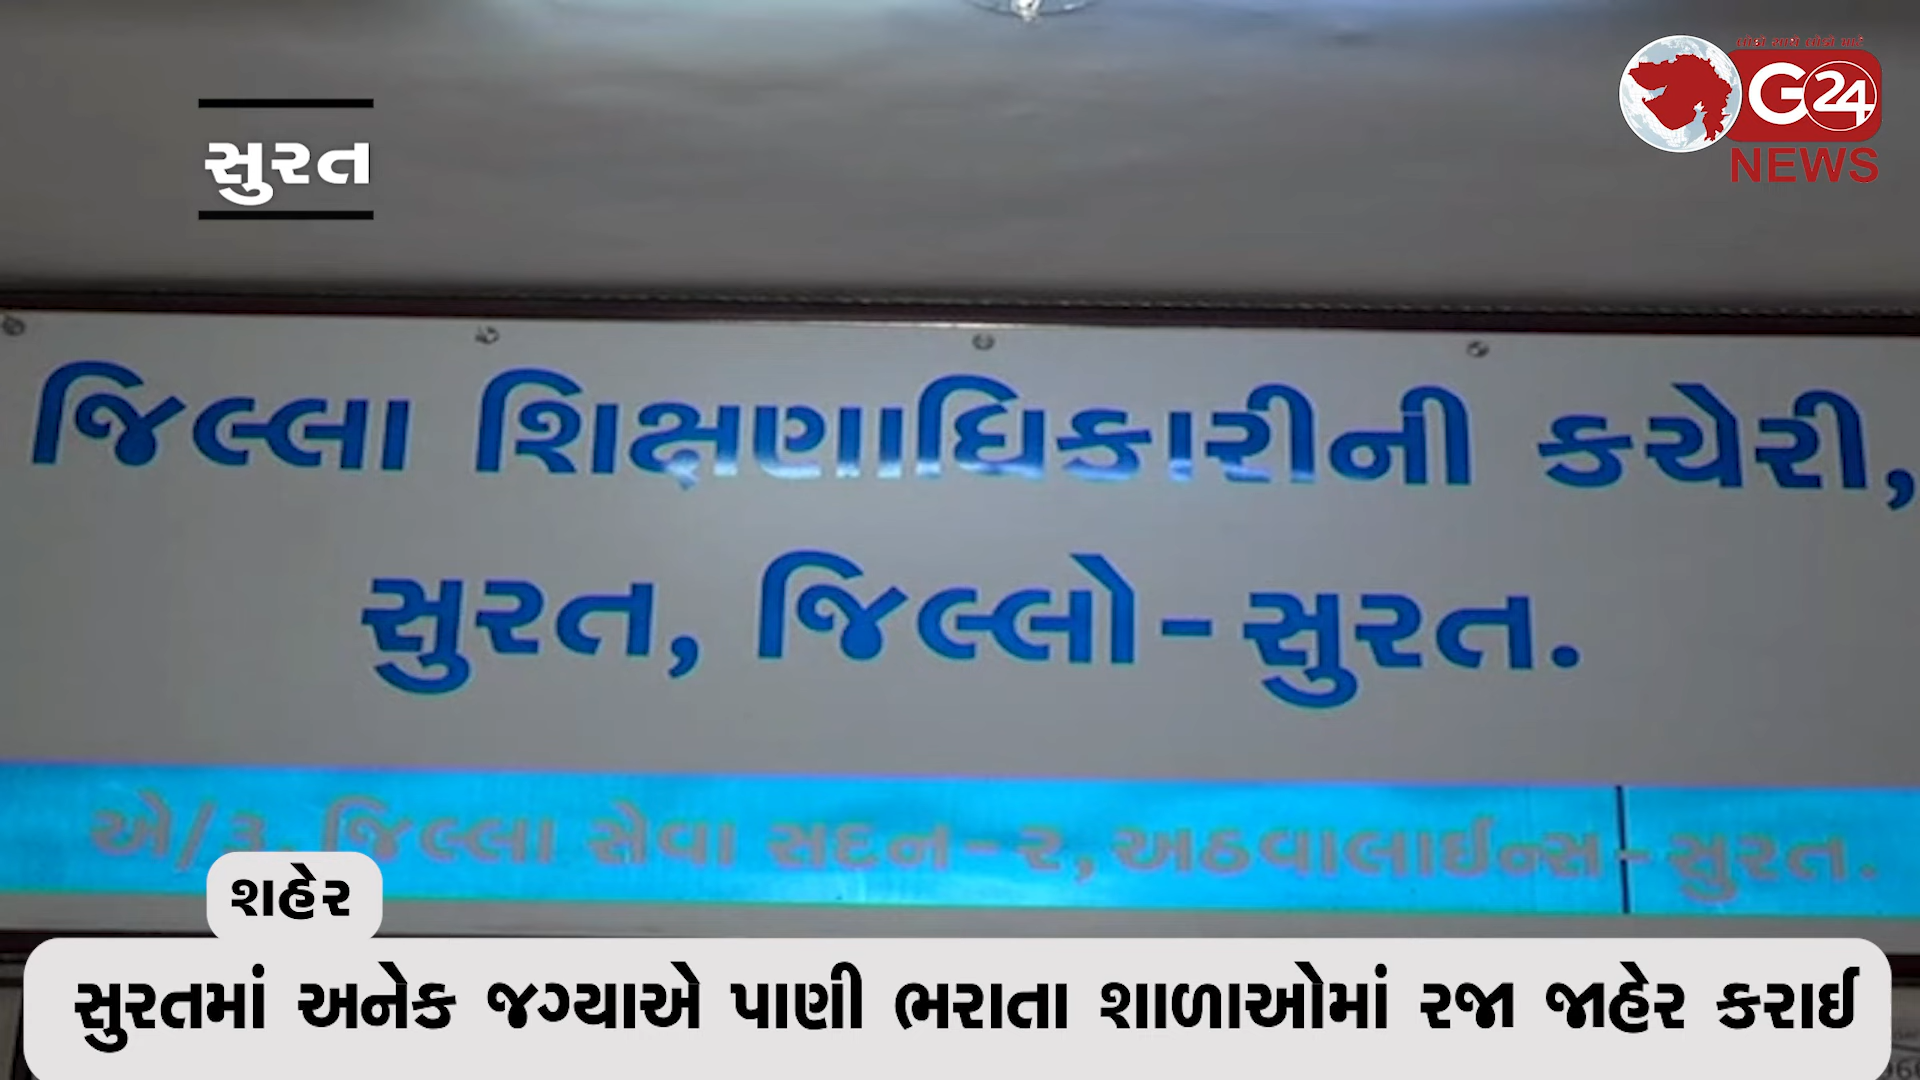 લોકો સાથે લોકો માટે
G24
NEWS
સુરત
જિલ્લા શિક્ષણાધિકારીની કચેરી,
સુરત, જિલ્લો-સુરત.
એ/૩, જિલ્લા સેવા સદન-૨,અઠવાલાઈન્સ-સુરત.
શહેર
સુરતમાં અનેક જગ્યાએ પાણી ભરાતા શાળાઓમાં રજા જાહેર કરાઈ